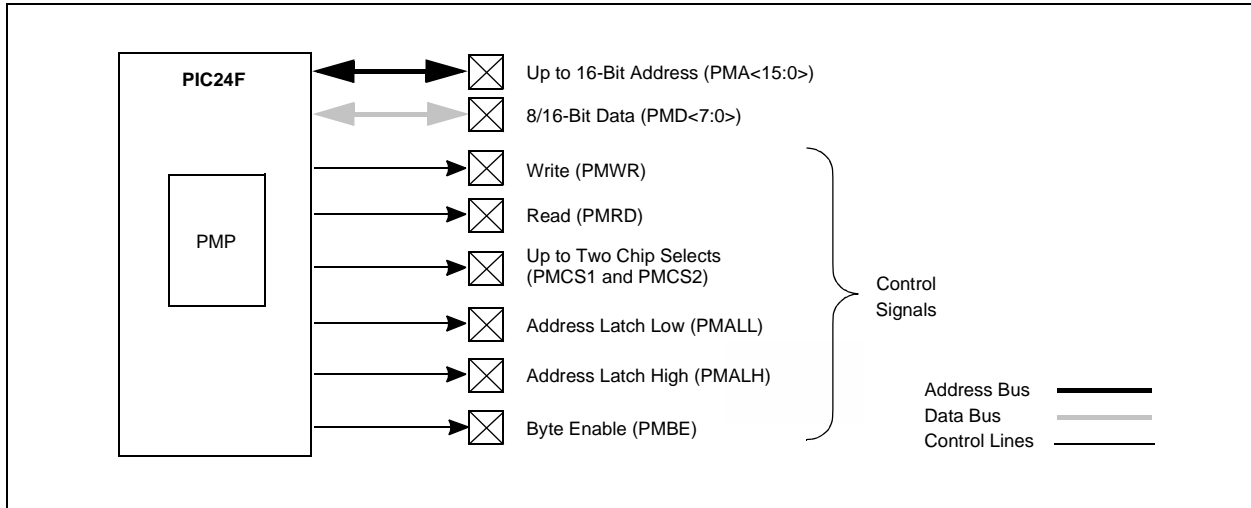 PIC24F
PMP
Up to 16-Bit Address (PMA<15:0>)
8/16-Bit Data (PMD<7:0>)
Write (PMWR)
Read (PMRD)
Up to Two Chip Selects
(PMCS1 and PMCS2)
Address Latch Low (PMALL)
Address Latch High (PMALH)
Byte Enable (PMBE)
Control
Signals
Address Bus
Data Bus
Control Lines